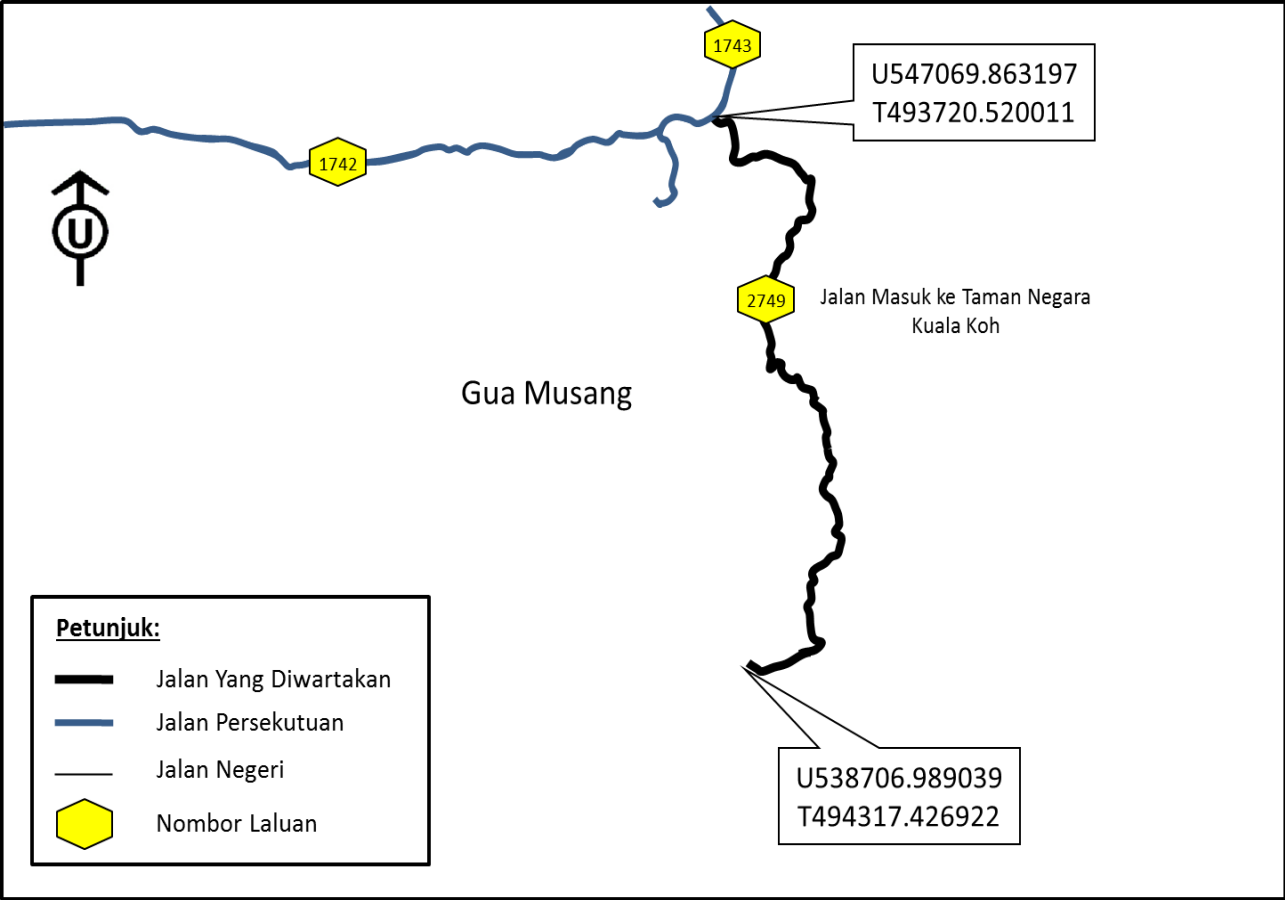 1743
U547069.863197
T493720.520011
1742
U
2749
Jalan Masuk ke Taman Negara
Kuala Koh
Gua Musang
Petunjuk:
Jalan Yang Diwartakan
Jalan Persekutuan
Jalan Negeri
Nombor Laluan
U538706.989039
T494317.426922